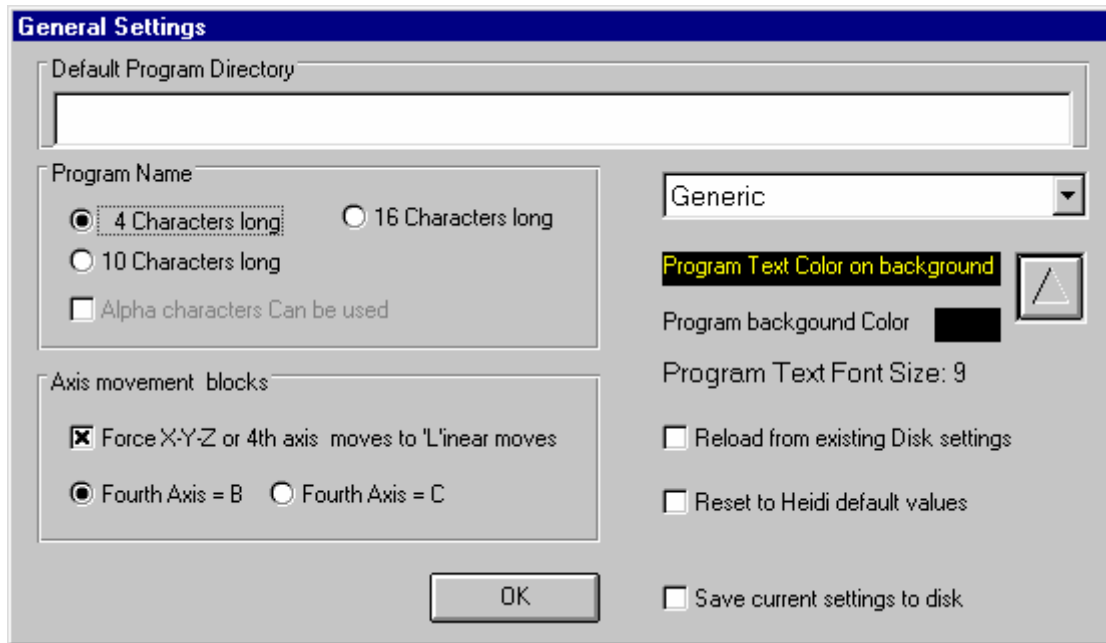 General Settings
Default Program Directory
Program Name
4 Characters long
16 Characters long
10 Characters long
Alpha characters Can be used
Generic
Program Text Color on background
Program backgound Color
Program Text Font Size: 9
Axis movement blocks
Force X-Y-Z or 4th axis moves to 'L'inear moves
Fourth Axis = B
Fourth Axis = C
Reload from existing Disk settings
Reset to Heidi default values
OK
Save current settings to disk